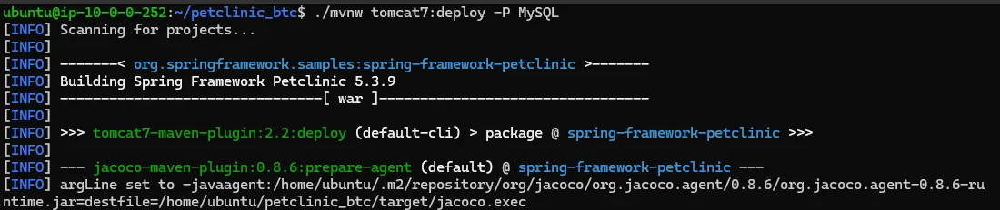 ubuntu@ip-10-0-0-252:~/petclinic_btc$ ./mvnw tomcat7:deploy -P MySQL
[INFO] Scanning for projects...
[INFO]
[INFO] -------< org.springframework.samples:spring-framework-petclinic >-------
[INFO] Building Spring Framework Petclinic 5.3.9
[INFO] --------------------------------[ war ]---------------------------------
[INFO]
[INFO] >>> tomcat7-maven-plugin:2.2:deploy (default-cli) > package @ spring-framework-petclinic >>>
[INFO]
[INFO] --- jacoco-maven-plugin:0.8.6:prepare-agent (default) @ spring-framework-petclinic ---
[INFO] argLine set to -javaagent:/home/ubuntu/.m2/repository/org/jacoco/org.jacoco.agent/0.8.6/org.jacoco.agent-0.8.6-ru
ntime.jar=destfile=/home/ubuntu/petclinic_btc/target/jacoco.exec